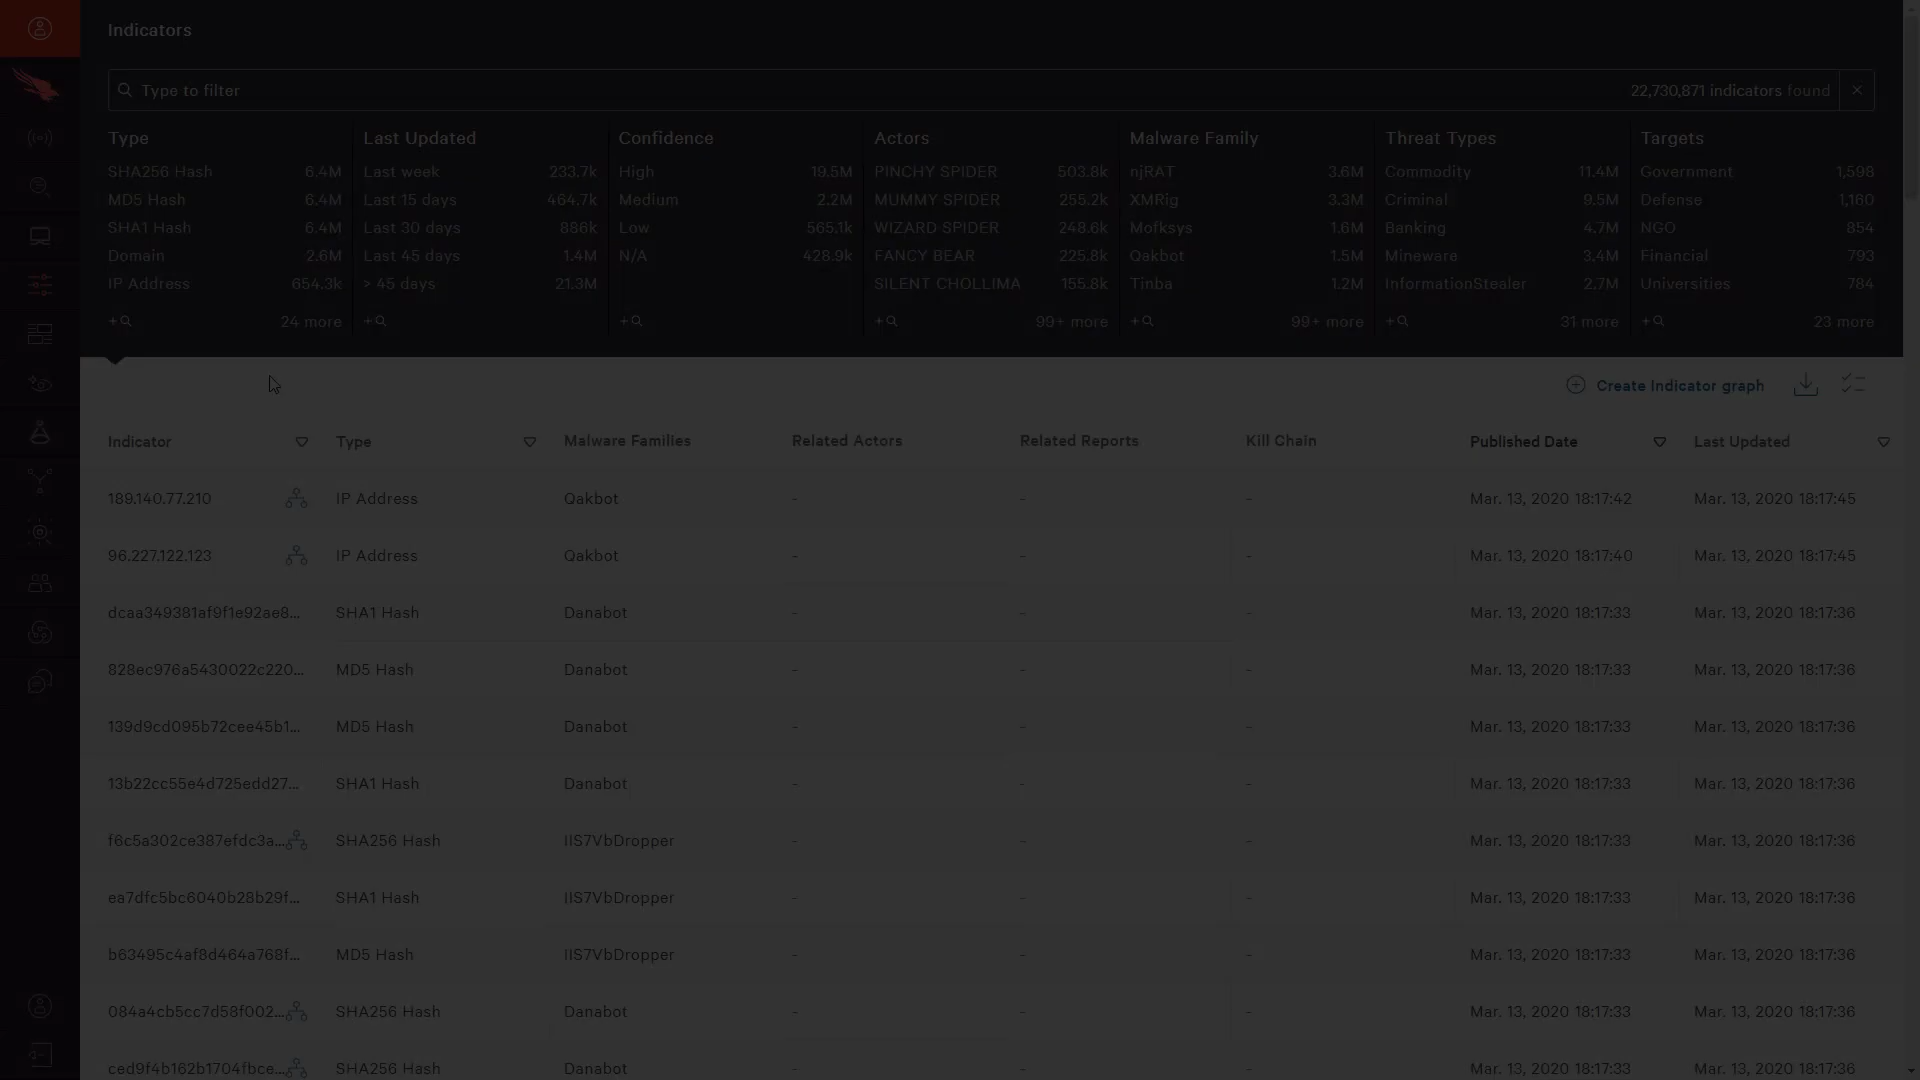 Indicators
Type to filter 22,730,871 indicators found
Type Last Updated Confidence Actors Malware Family Threat Types Targets
SHA256 Hash 6.4M Last week 233.7k High 19.5M PINCHY SPIDER 503.8k njRAT 3.6M Commodity 11.4M Government 1,598
MD5 Hash 6.4M Last 15 days 464.7k Medium 2.2M MUMMY SPIDER 255.2k XMRig 3.3M Criminal 9.5M Defense 1,160
SHA1 Hash 6.4M Last 30 days 886k Low 565.1k WIZARD SPIDER 248.6k Mofksys 1.6M Banking 4.7M NGO 854
Domain 2.6M Last 45 days 1.4M N/A 428.9k FANCY BEAR 225.8k Qakbot 1.5M Mineware 3.4M Financial 793
IP Address 654.3k > 45 days 21.3M SILENT CHOLLIMA 155.8k Tinba 1.2M InformationStealer 2.7M Universities 784
+ 24 more + + + 99+ more + 99+ more + 31 more + 23 more
Create Indicator graph
Indicator Type Malware Families Related Actors Related Reports Kill Chain Published Date Last Updated
189.140.77.210 IP Address Qakbot - - - Mar. 13, 2020 18:17:42 Mar. 13, 2020 18:17:45
96.227.122.123 IP Address Qakbot - - - Mar. 13, 2020 18:17:40 Mar. 13, 2020 18:17:45
dcaa349381af9f1e92ae8... SHA1 Hash Danabot - - - Mar. 13, 2020 18:17:33 Mar. 13, 2020 18:17:36
828ec976a5430022c220... MD5 Hash Danabot - - - Mar. 13, 2020 18:17:33 Mar. 13, 2020 18:17:36
139d9cd095b72cee45b1... MD5 Hash Danabot - - - Mar. 13, 2020 18:17:33 Mar. 13, 2020 18:17:36
13b22cc55e4d725edd27... SHA1 Hash Danabot - - - Mar. 13, 2020 18:17:33 Mar. 13, 2020 18:17:36
f6c5a302ce387efdc3a... SHA256 Hash IIS7VbDropper - - - Mar. 13, 2020 18:17:33 Mar. 13, 2020 18:17:36
ea7dfc5bc6040b28b29f... SHA1 Hash IIS7VbDropper - - - Mar. 13, 2020 18:17:33 Mar. 13, 2020 18:17:36
b63495c4af8d464a768f... MD5 Hash IIS7VbDropper - - - Mar. 13, 2020 18:17:33 Mar. 13, 2020 18:17:36
084a4cb5cc7d58f002... SHA256 Hash Danabot - - - Mar. 13, 2020 18:17:33 Mar. 13, 2020 18:17:36
ced9f4b162b1704fbce... SHA256 Hash Danabot - - - Mar. 13, 2020 18:17:33 Mar. 13, 2020 18:17:36